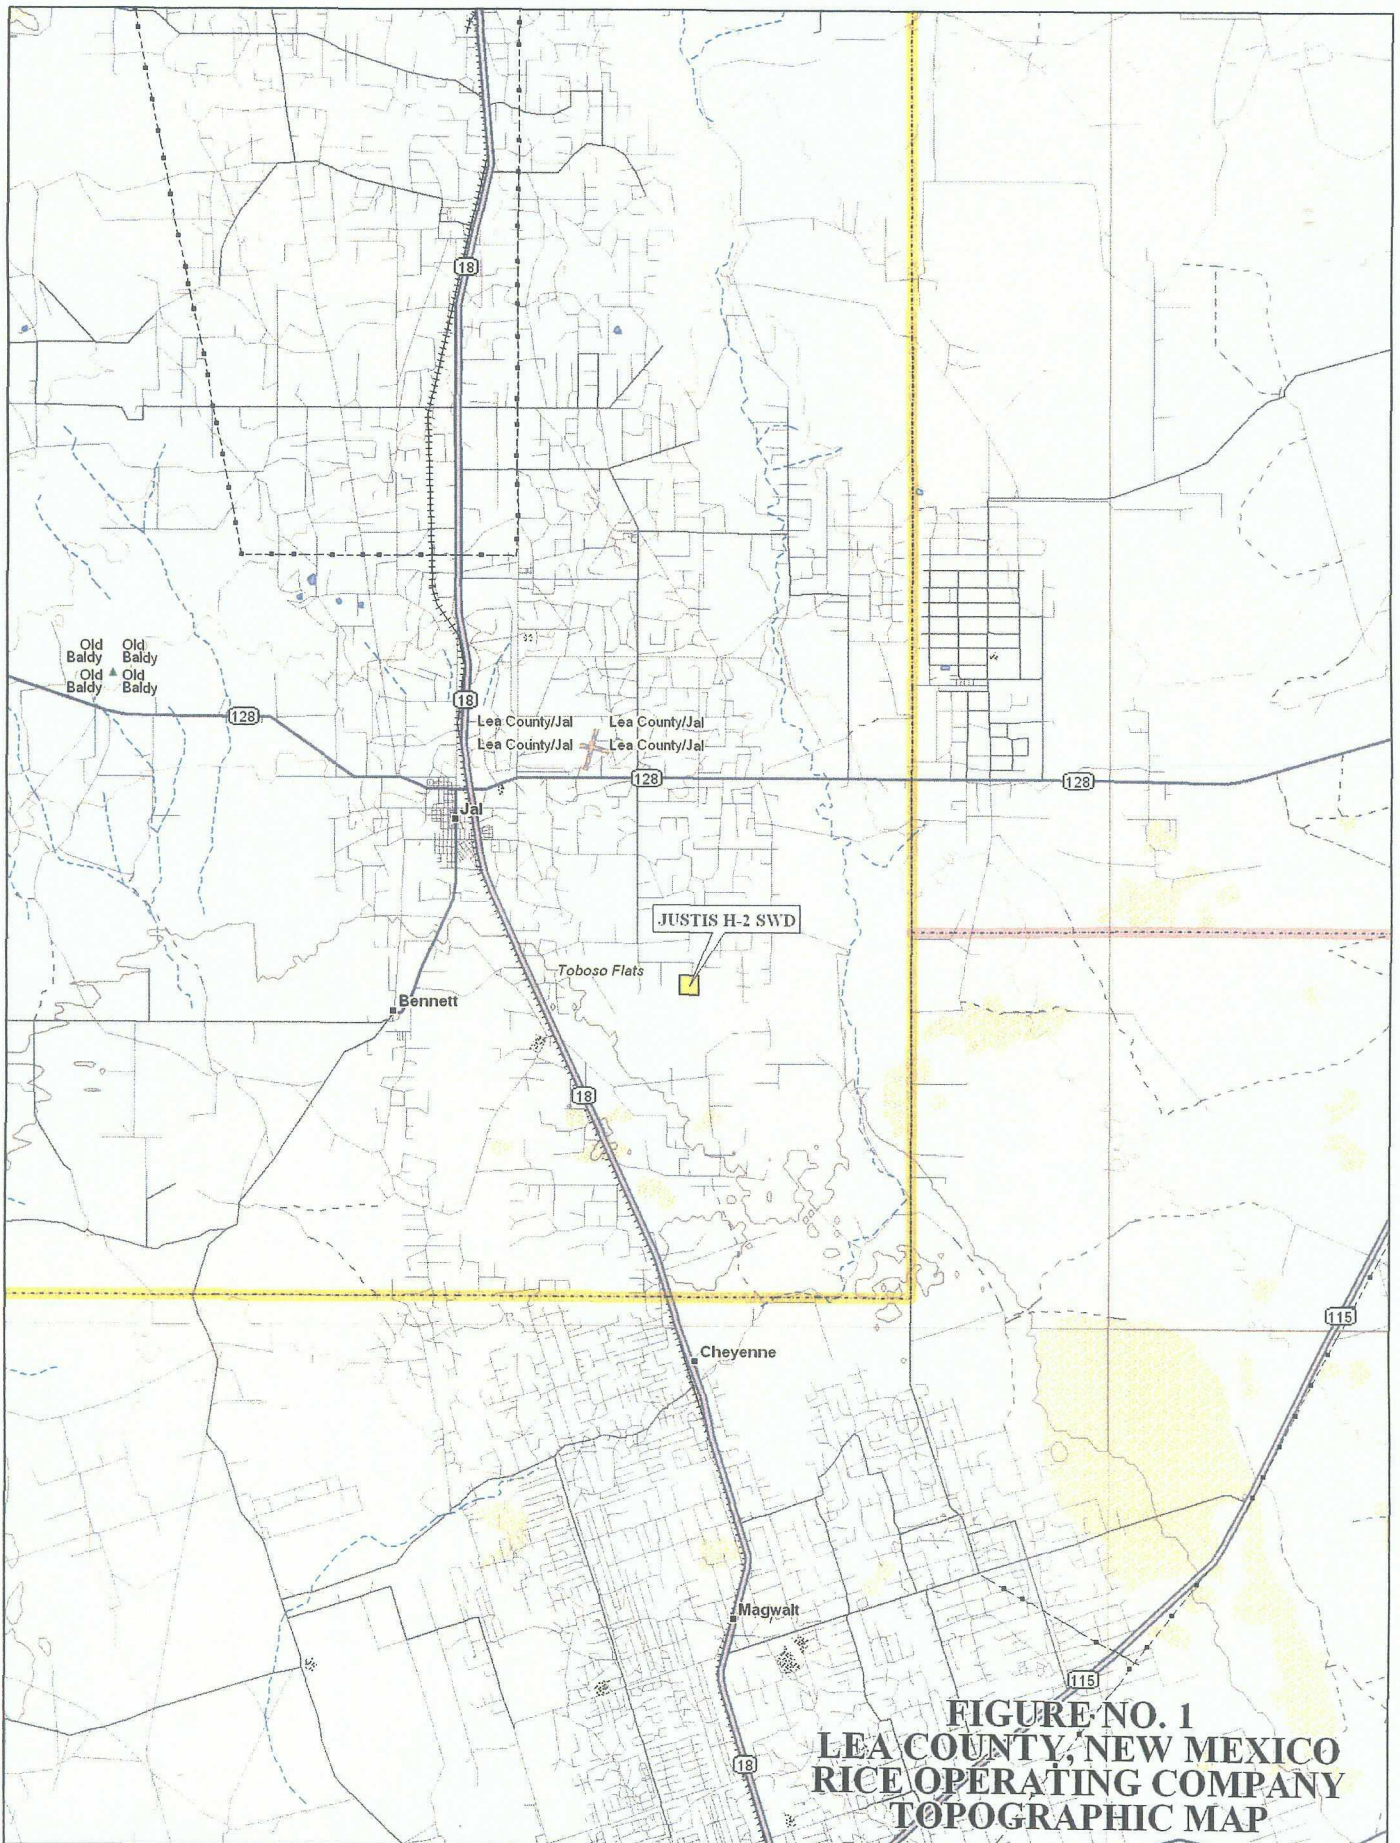 18
Old Old
Baldy Baldy
Old Old
Baldy Baldy
128
18
Lea County/Jal Lea County/Jal
Lea County/Jal Lea County/Jal
128
128
Jal
JUSTIS H-2 SWD
Toboso Flats
Bennett
18
115
Cheyenne
Magwalt
115
18
FIGURE NO. 1
LEA COUNTY, NEW MEXICO
RICE OPERATING COMPANY
TOPOGRAPHIC MAP